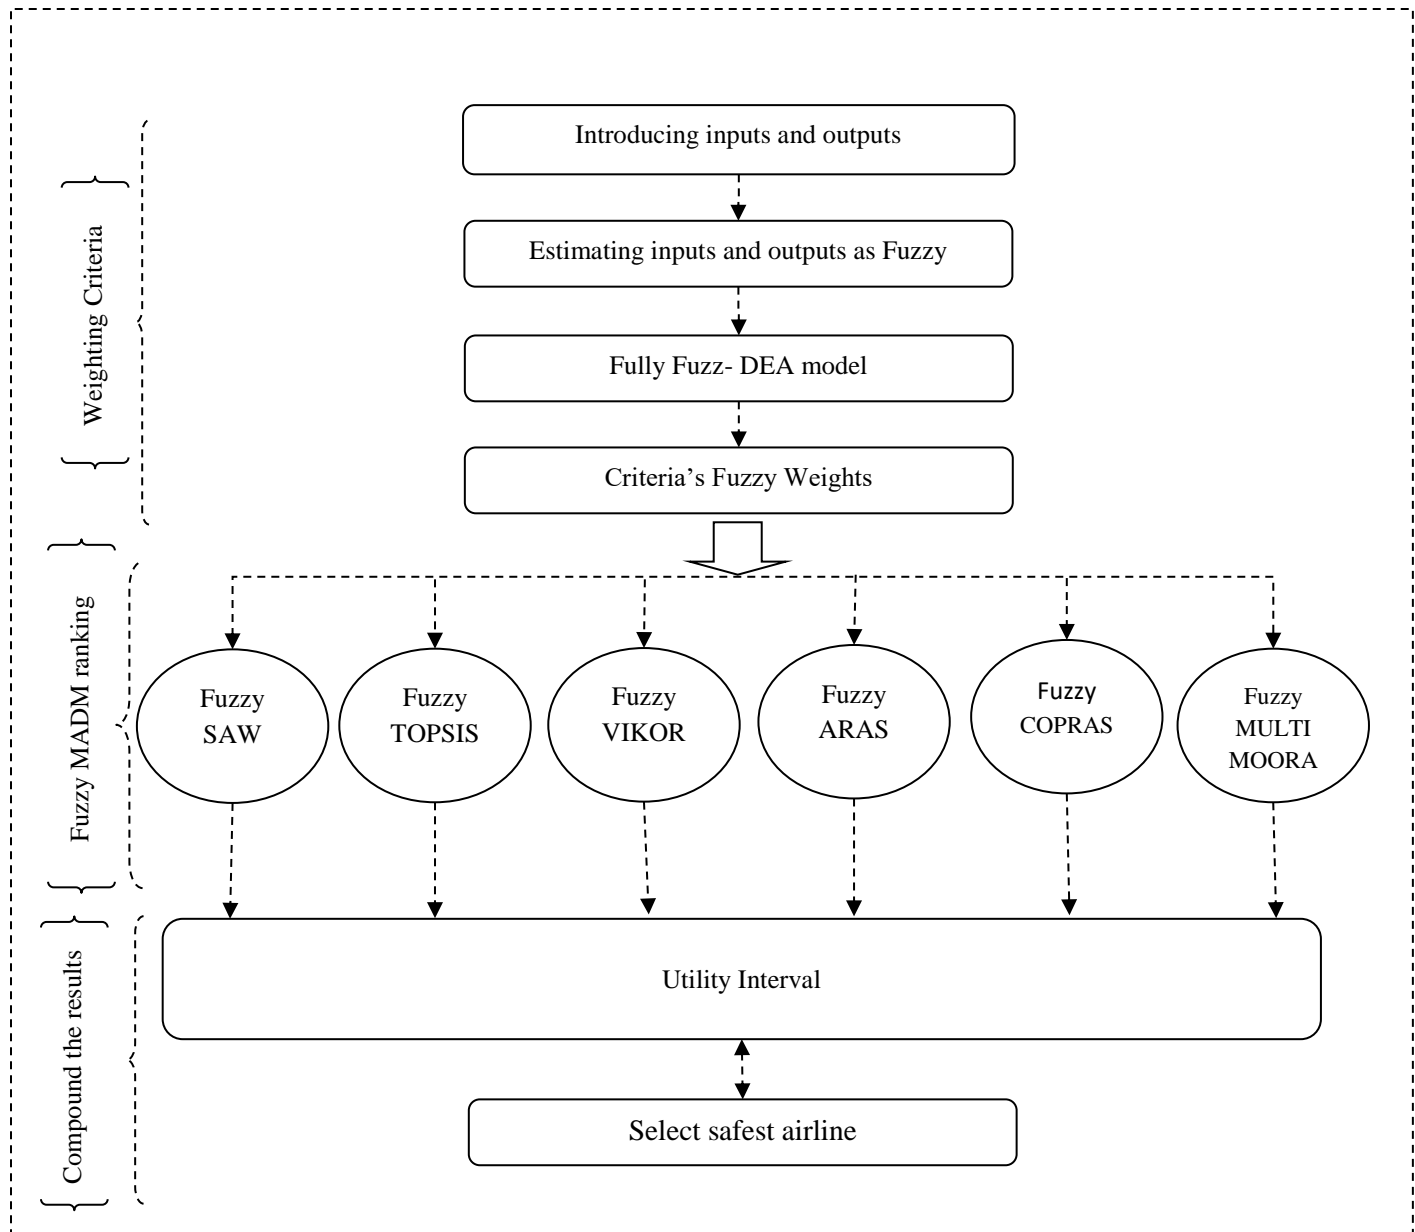 Introducing inputs and outputs
Weighting Criteria
Estimating inputs and outputs as Fuzzy
Fully Fuzz- DEA model
Criteria’s Fuzzy Weights
Fuzzy MADM ranking
Fuzzy
SAW
Fuzzy
TOPSIS
Fuzzy
VIKOR
Fuzzy
ARAS
Fuzzy
COPRAS
Fuzzy
MULTI
MOORA
Compound the results
Utility Interval
Select safest airline